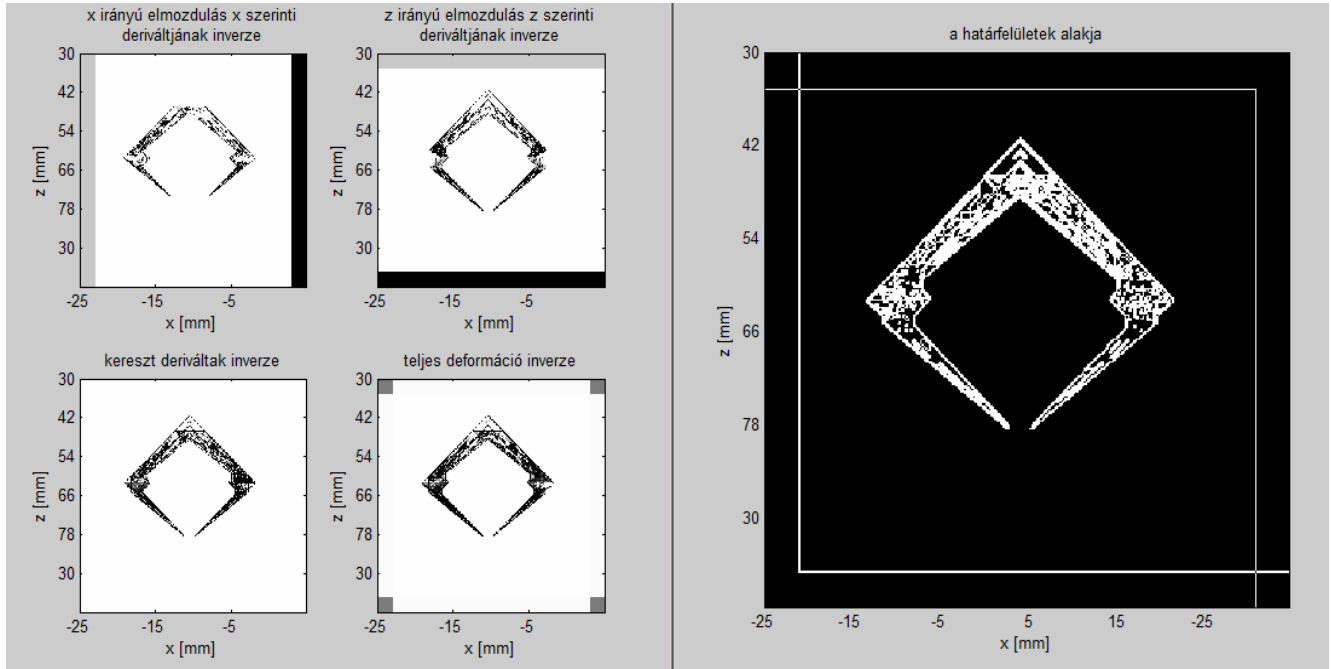 x irányú elmozdulás x szerinti
deriváltjának inverze
30
42
54
66
78
30
z [mm]
-25
-15
-5
x [mm]
z irányú elmozdulás z szerinti
deriváltjának inverze
30
42
54
66
78
30
z [mm]
-25
-15
-5
x [mm]
kereszt deriváltak inverze
30
42
54
66
78
30
z [mm]
-25
-15
-5
x [mm]
teljes deformáció inverze
30
42
54
66
78
30
z [mm]
-25
-15
-5
x [mm]
a határfelületek alakja
30
42
54
66
78
30
z [mm]
-25
-15
-5
5
15
-25
x [mm]